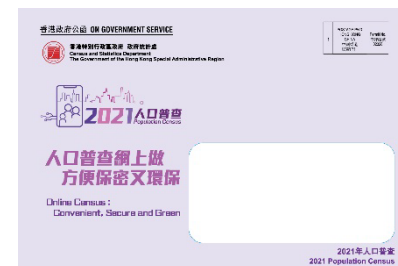 香港政府公函 ON GOVERNMENT SERVICE
香港特別行政區政府 政府統計處
Census and Statistics Department
The Government of the Hong Kong Special Administrative Region
2021人口普查
Population Census
人口普查網上做
方便保密又環保
Online Census :
Convenient, Secure and Green
2021年人口普查
2021 Population Census